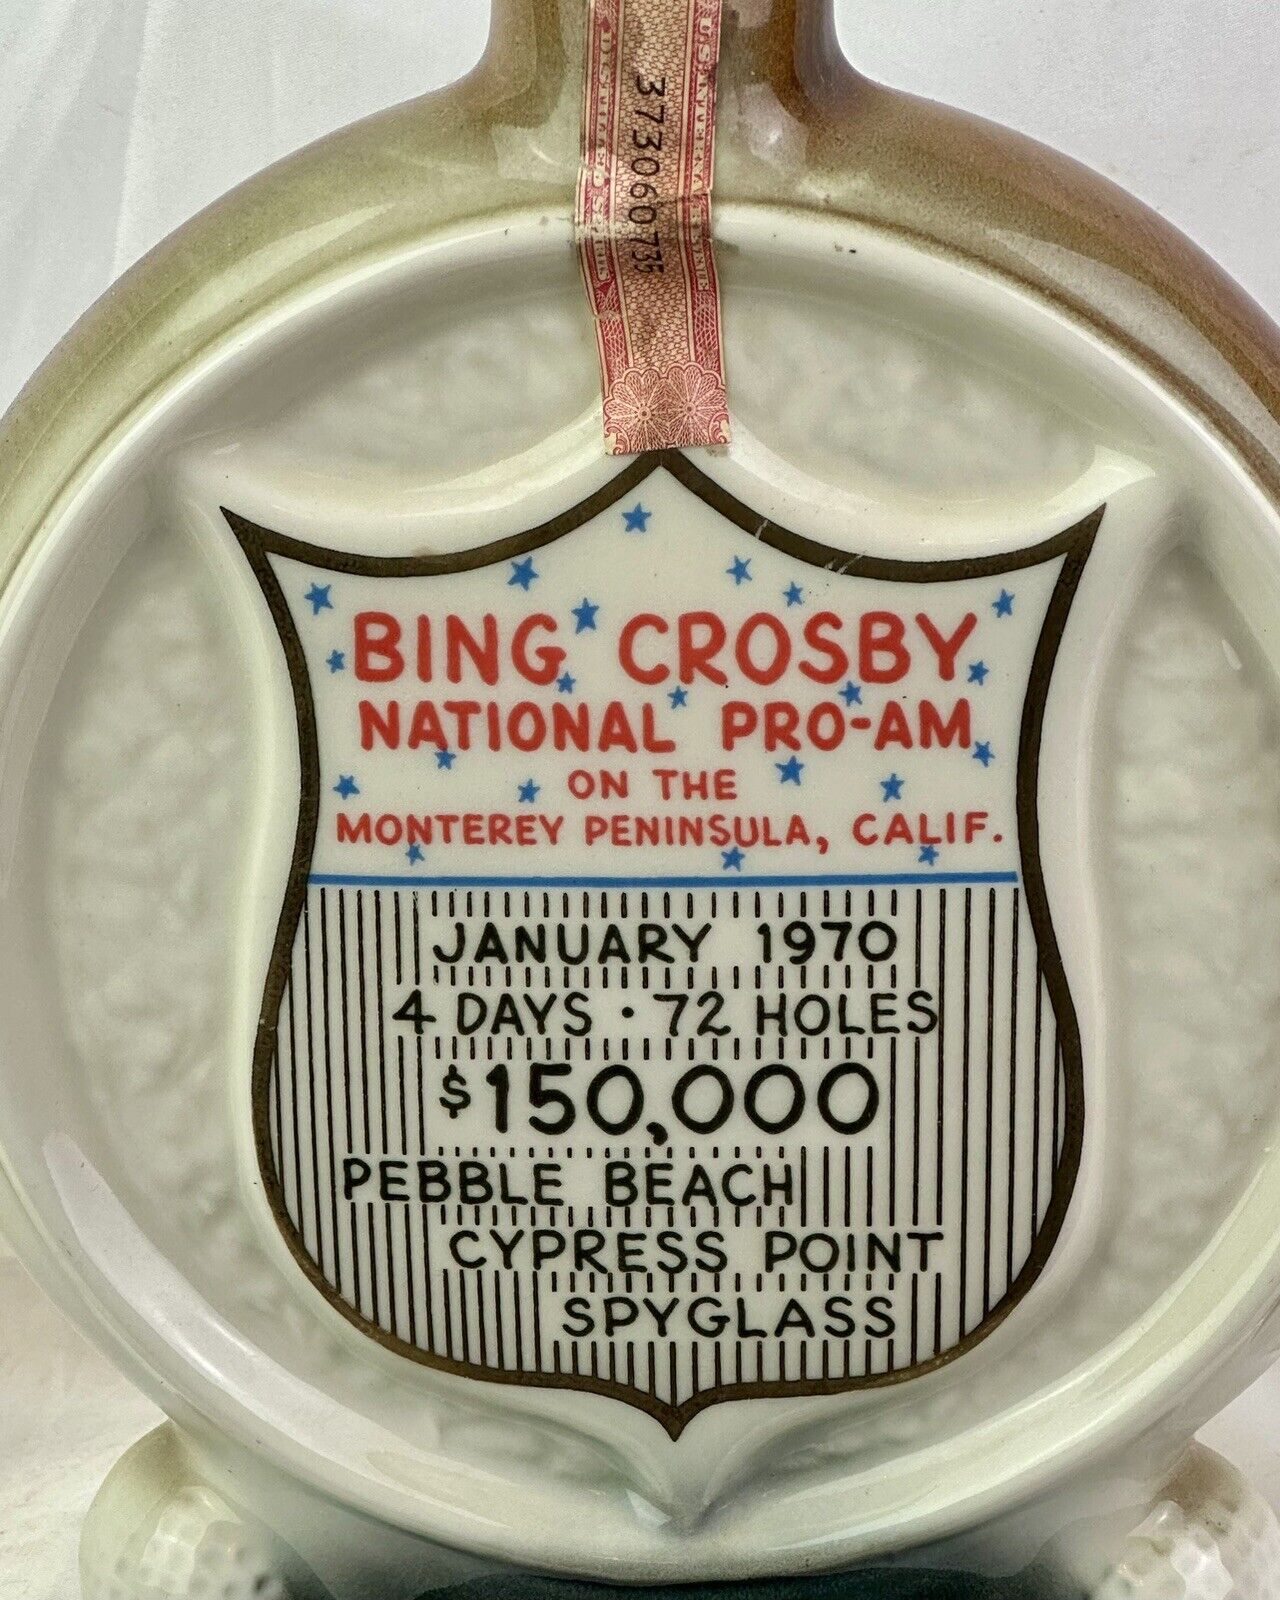 37306073
BING CROSBY
NATIONAL PRO-AM
ON THE
MONTEREY PENINSULA, CALIF.
JANUARY 1970
4 DAYS · 72 HOLES
$150,000
PEBBLE BEACH
CYPRESS POINT
SPYGLASS